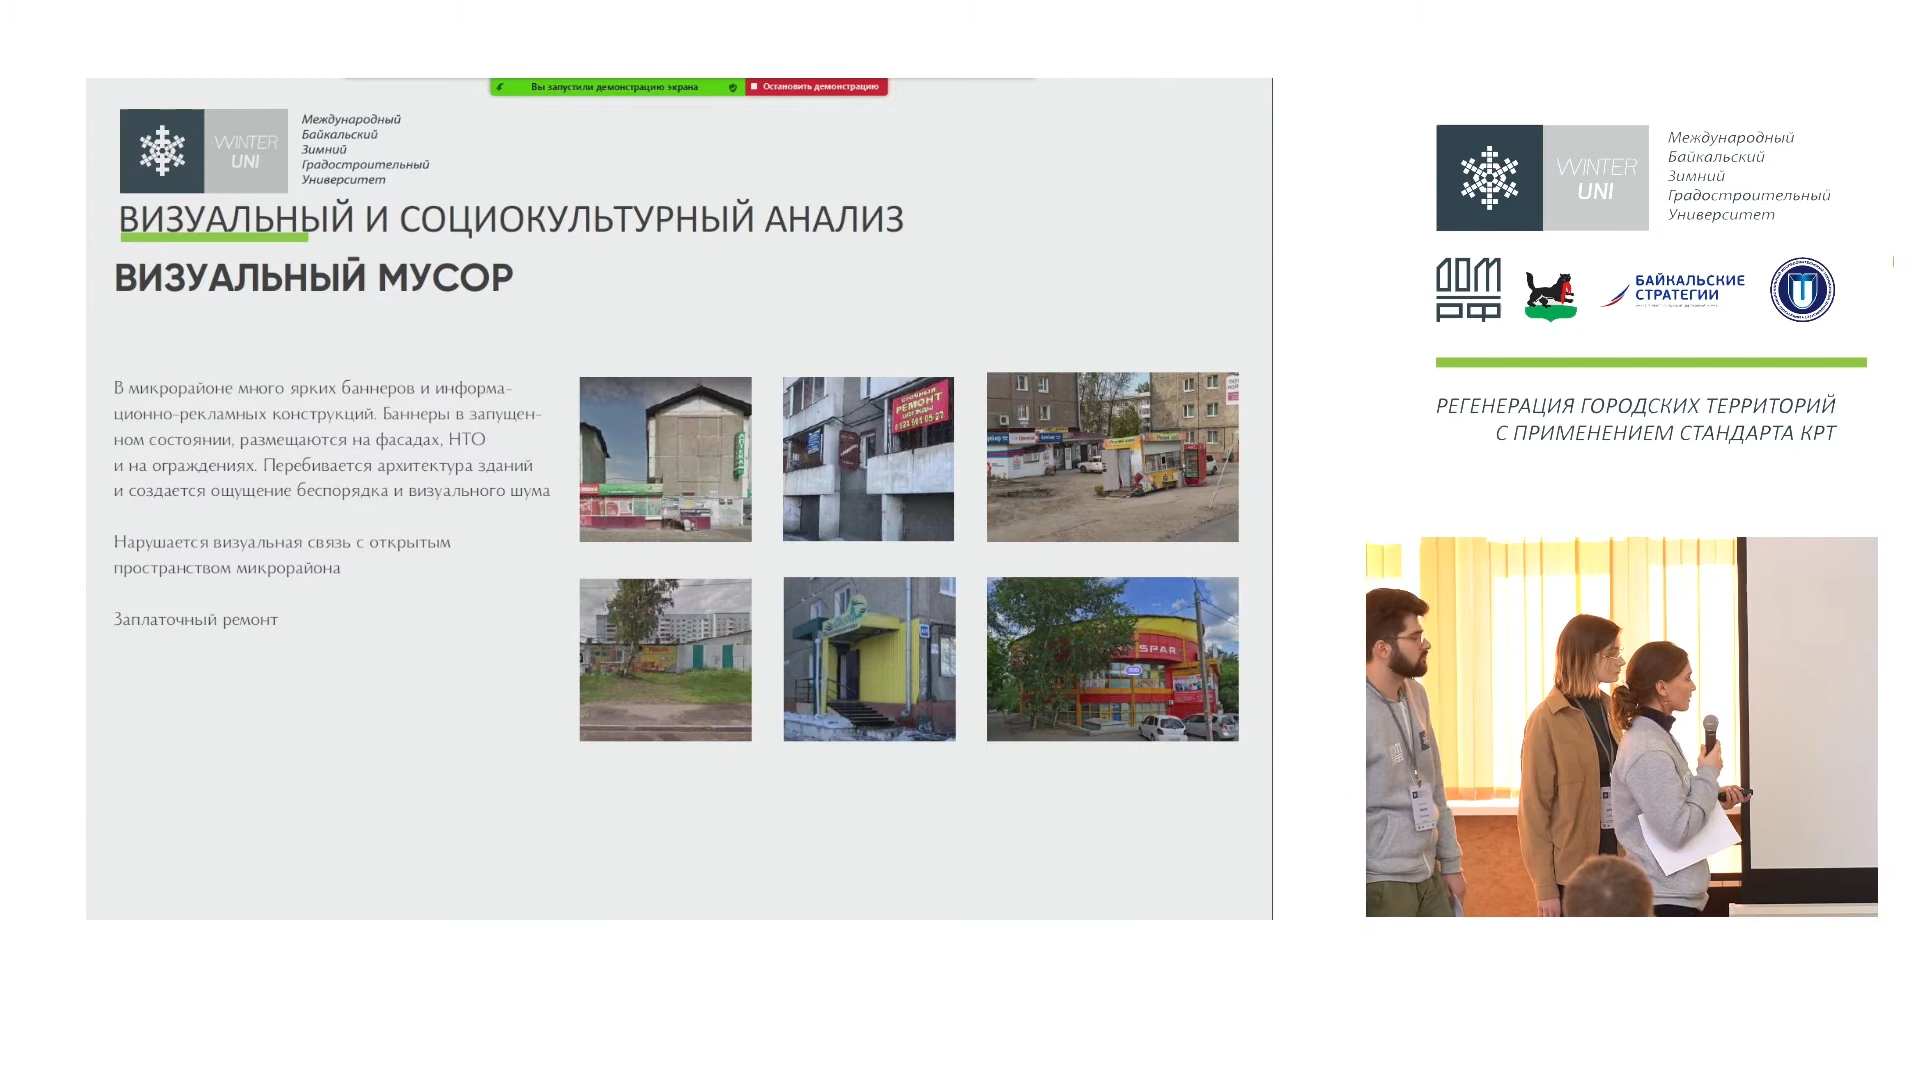 Вы запустили демонстрацию экрана
Остановить демонстрацию
WINTER
UNI
Международный
Байкальский
Зимний
Градостроительный
Университет
ВИЗУАЛЬНЫЙ И СОЦИОКУЛЬТУРНЫЙ АНАЛИЗ
ВИЗУАЛЬНЫЙ МУСОР
В микрорайоне много ярких баннеров и информа-
ционно-рекламных конструкций. Баннеры в запущен-
ном состоянии, размещаются на фасадах, НТО
и на ограждениях. Перебивается архитектура зданий
и создается ощущение беспорядка и визуального шума
Нарушается визуальная связь с открытым
пространством микрорайона
Заплаточный ремонт
РЕМОНТ
ОДЕЖДЫ
SPAR
WINTER
UNI
Международный
Байкальский
Зимний
Градостроительный
Университет
ДОМ
РФ
БАЙКАЛЬСКИЕ
СТРАТЕГИИ
РЕГЕНЕРАЦИЯ ГОРОДСКИХ ТЕРРИТОРИЙ
С ПРИМЕНЕНИЕМ СТАНДАРТА КРТ